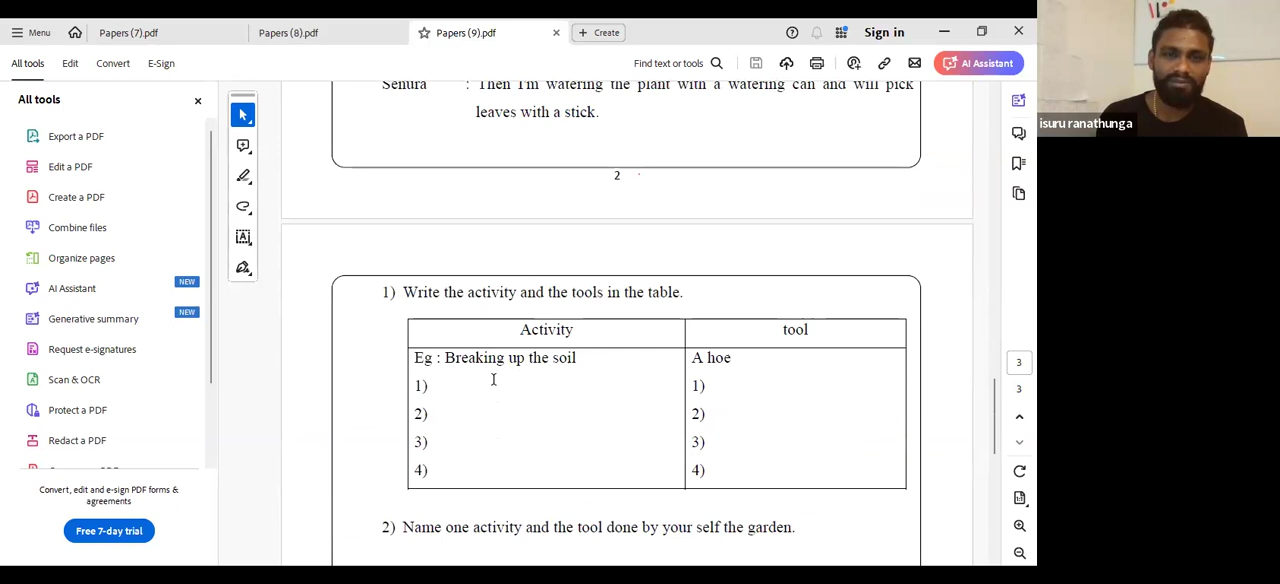 Menu
Papers (7).pdf
Papers (8).pdf
Papers (9).pdf
Create
Sign in
All tools
Edit
Convert
E-Sign
Find text or tools
AI Assistant
All tools
Export a PDF
Edit a PDF
Create a PDF
Combine files
Organize pages
AI Assistant
NEW
Generative summary
NEW
Request e-signatures
Scan & OCR
Protect a PDF
Redact a PDF
Convert, edit and e-sign PDF forms &
agreements
Free 7-day trial
: Then I'm watering the plant with a watering can and will pick
leaves with a stick.
2
1) Write the activity and the tools in the table.
Activity
tool
Eg : Breaking up the soil
A hoe
1)
1)
2)
2)
3)
3)
4)
4)
2) Name one activity and the tool done by your self the garden.
3
3
isuru ranathunga